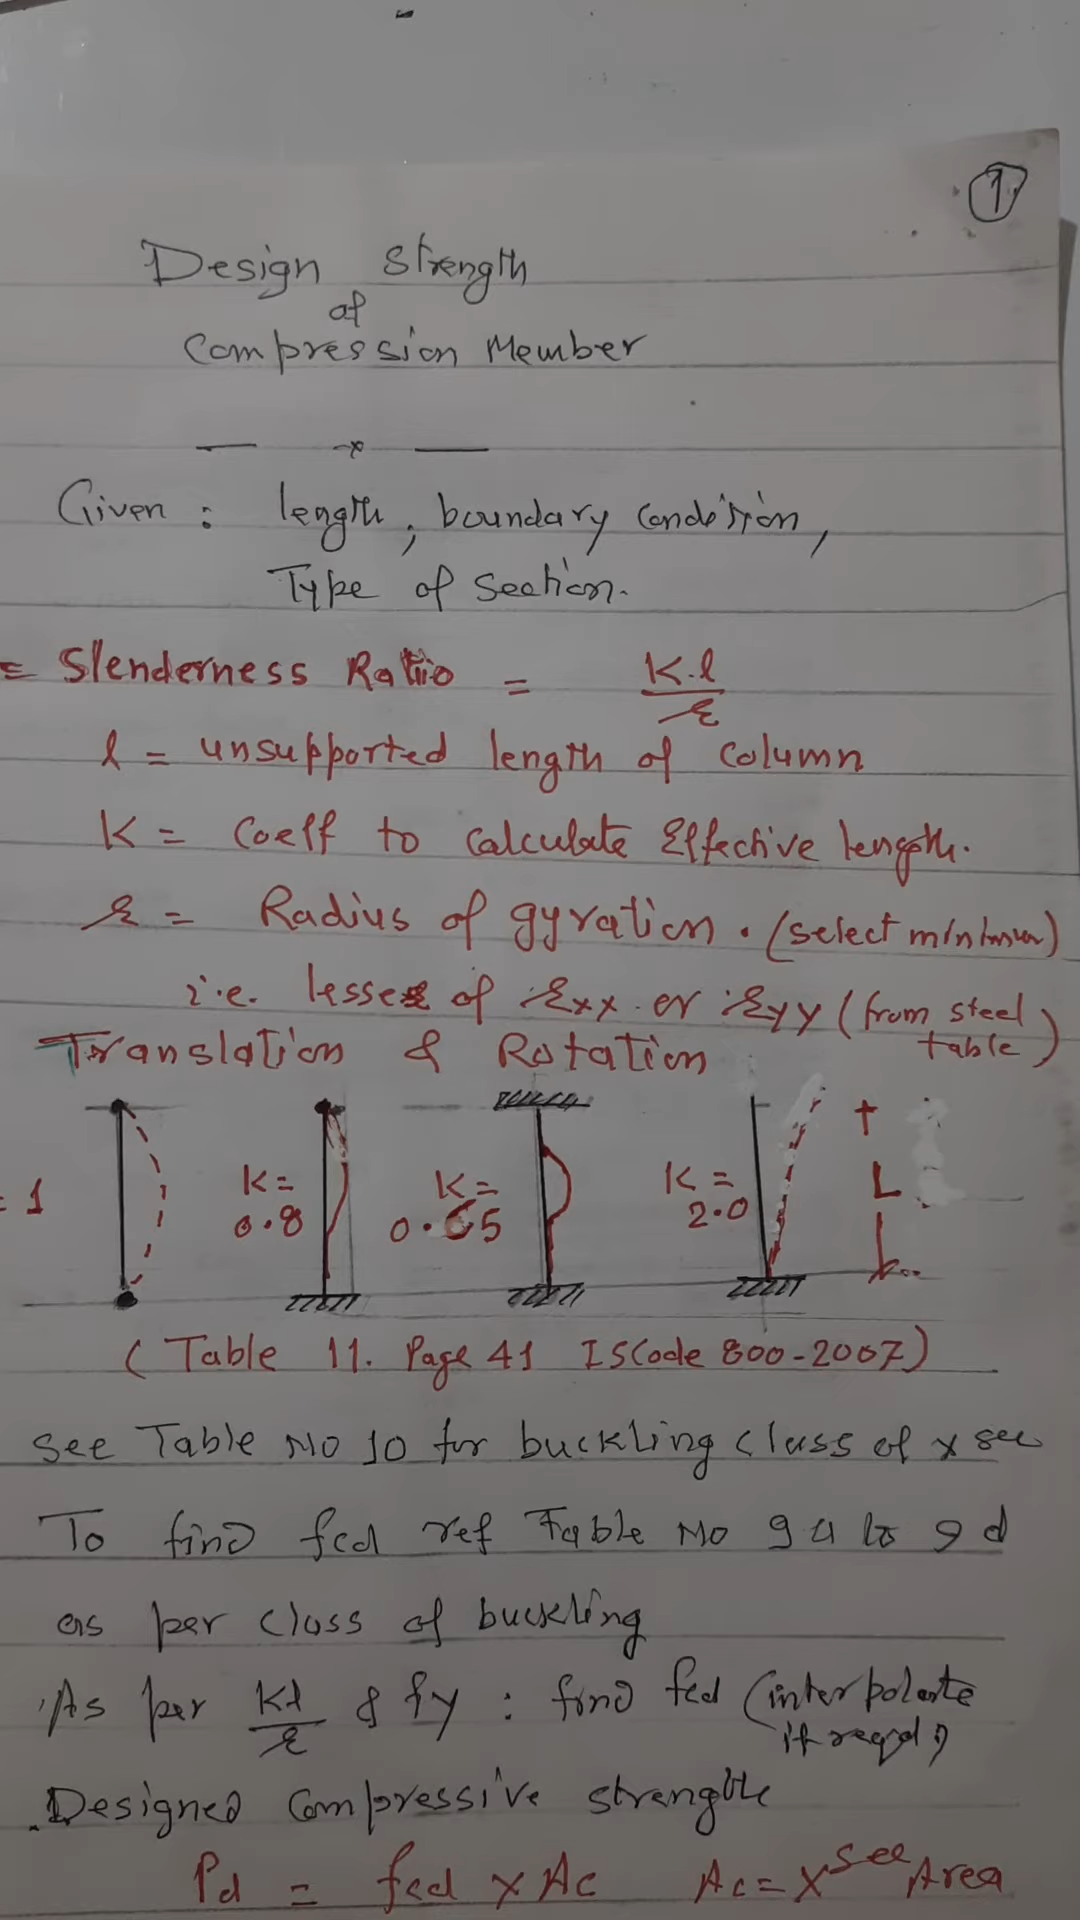 1
Design Strength
of
Compression Member
Given : length, boundary Condition,
Type of Section.
= Slenderness Ratio = K.l
r
l = unsupported length of Column
K = Coeff to Calculate Effective length.
r = Radius of gyration. (select minimum)
i.e. lesser of rxx or ryy (from steel table)
Translation & Rotation
= 1
K = 0.8
K = 0.65
K = 2.0
L
(Table 11. Page 41 IS Code 800-2007)
See Table No 10 for buckling class of x sec
To find fcd ref Table No 9a to 9d
as per class of buckling
As per Kl/r & fy : find fcd (interpolate if reqd.)
Designed Compressive strength
Pd = fcd x Ac Ac = x sec Area